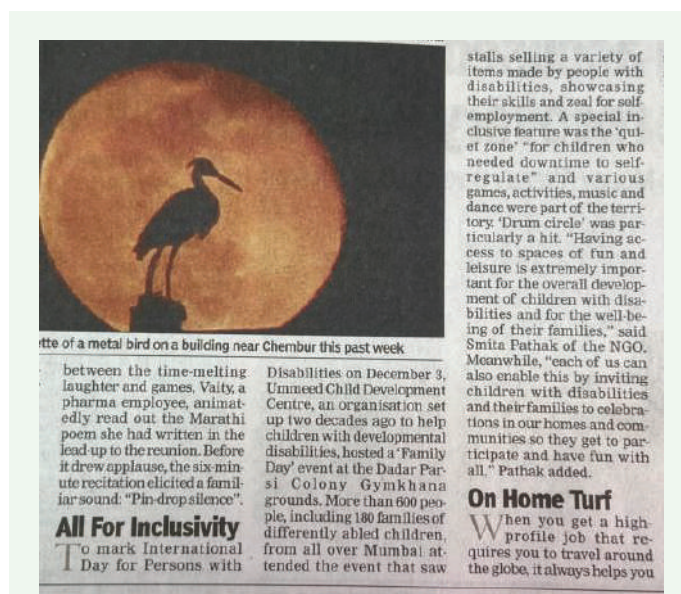 tte of a metal bird on a building near Chembur this past week
between the time-melting
laughter and games, Vaity, a
pharma employee, animat-
edly read out the Marathi
poem she had written in the
lead-up to the reunion. Before
it drew applause, the six-min-
ute recitation elicited a famil-
iar sound: “Pin-drop silence”.
All For Inclusivity
To mark International
Day for Persons with
Disabilities on December 3,
Ummeed Child Development
Centre, an organisation set
up two decades ago to help
children with developmental
disabilities, hosted a ‘Family
Day’ event at the Dadar Par-
si Colony Gymkhana
grounds. More than 600 peo-
ple, including 180 families of
differently abled children,
from all over Mumbai at-
tended the event that saw
stalls selling a variety of
items made by people with
disabilities, showcasing
their skills and zeal for self-
employment. A special in-
clusive feature was the ‘qui-
et zone’ “for children who
needed downtime to self-
regulate” and various
games, activities, music and
dance were part of the terri-
tory. ‘Drum circle’ was par-
ticularly a hit. “Having ac-
cess to spaces of fun and
leisure is extremely impor-
tant for the overall develop-
ment of children with disa-
bilities and for the well-be-
ing of their families,” said
Smita Pathak of the NGO.
Meanwhile, “each of us can
also enable this by inviting
children with disabilities
and their families to celebra-
tions in our homes and com-
munities so they get to par-
ticipate and have fun with
all,” Pathak added.
On Home Turf
When you get a high-
profile job that re-
quires you to travel around
the globe, it always helps you